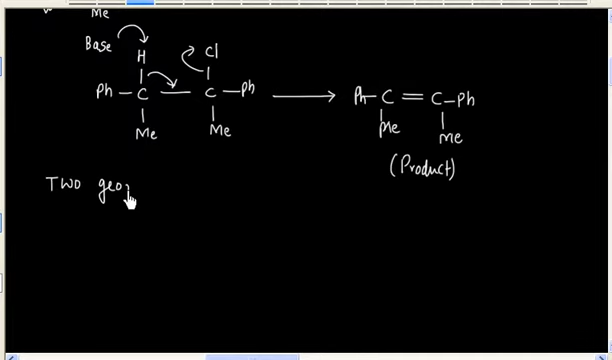 Me
Base
H
Cl
Ph - C - C - Ph
Me
Me
Ph - C = C - Ph
Me
Me
(Product)
TWO geo